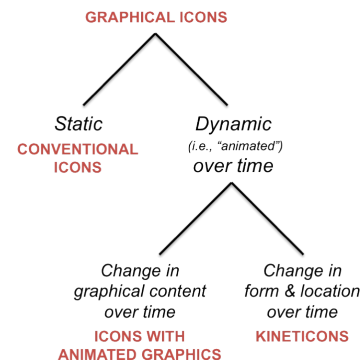 GRAPHICAL ICONS
Static
CONVENTIONAL
ICONS
Dynamic
(i.e., “animated”)
over time
Change in
graphical content
over time
ICONS WITH
ANIMATED GRAPHICS
Change in
form & location
over time
KINETICONS